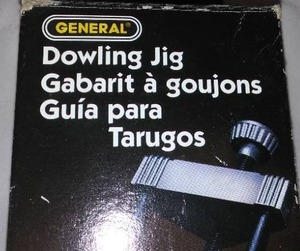 GENERAL®
Dowling Jig
Gabarit à goujons
Guía para
Tarugos